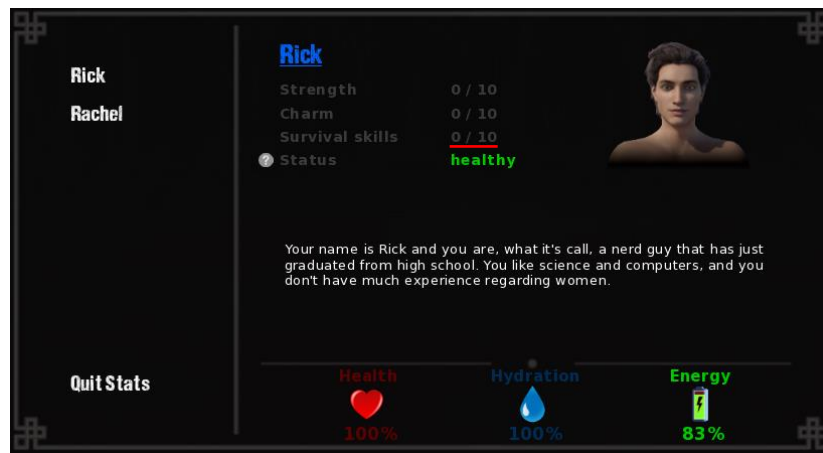 Rick
Rachel
Quit Stats
Rick
Strength 0 / 10
Charm 0 / 10
Survival skills 0 / 10
? Status healthy
Your name is Rick and you are, what it's call, a nerd guy that has just
graduated from high school. You like science and computers, and you
don't have much experience regarding women.
Health Hydration Energy
100% 100% 83%